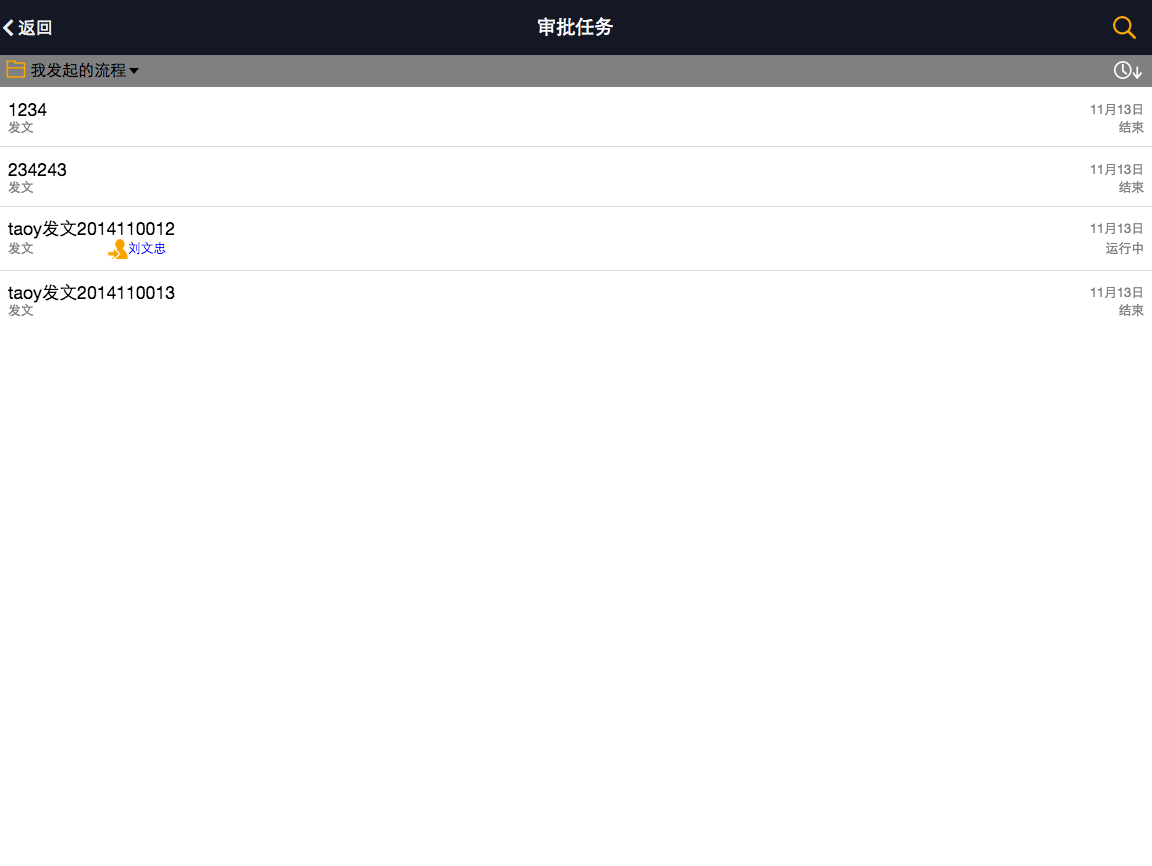 返回
审批任务
我发起的流程
1234
11月13日
发文
结束
234243
11月13日
发文
结束
taoy发文2014110012
11月13日
发文
刘文忠
运行中
taoy发文2014110013
11月13日
发文
结束